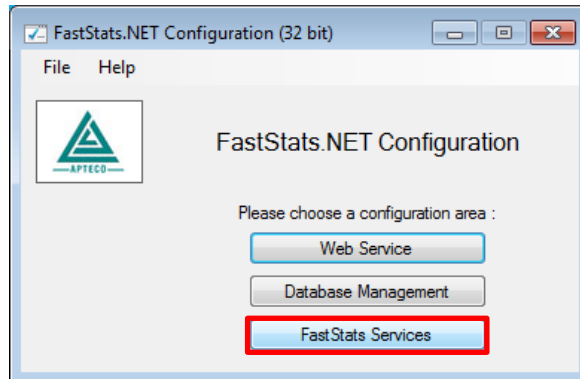 FastStats.NET Configuration (32 bit)
File Help
APTECO
FastStats.NET Configuration
Please choose a configuration area :
Web Service
Database Management
FastStats Services